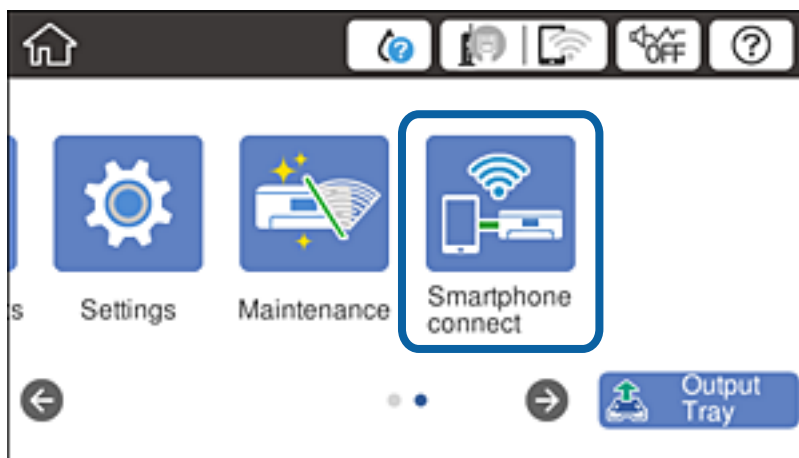 ?
OFF
?
s
Settings
Maintenance
Smartphone
connect
Output
Tray